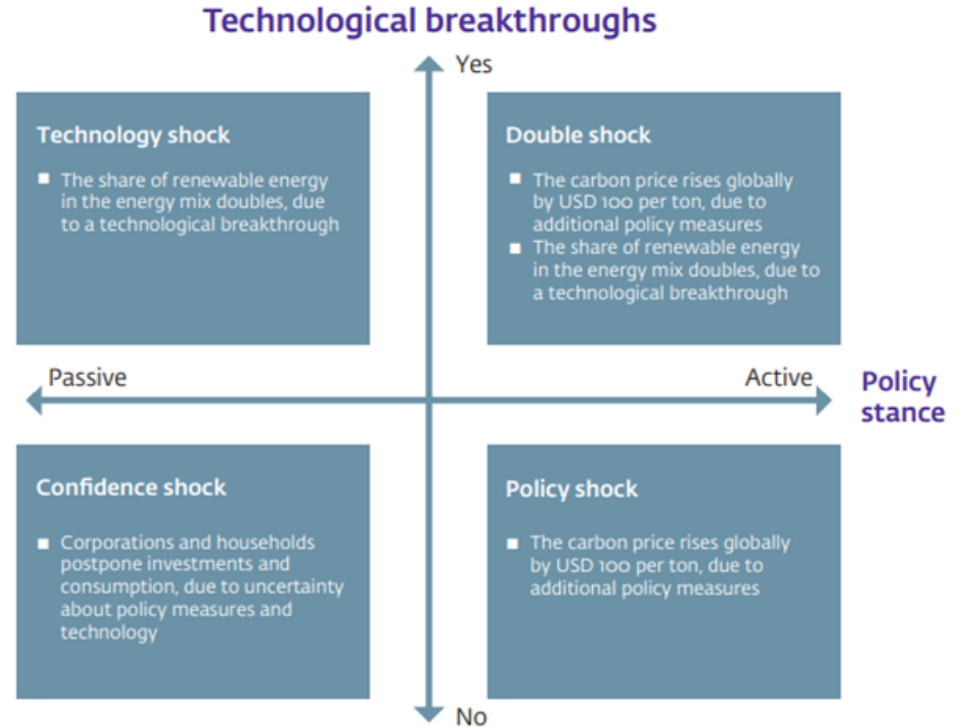 Technological breakthroughs
Yes
Technology shock
■ The share of renewable energy
in the energy mix doubles, due
to a technological breakthrough
Double shock
■ The carbon price rises globally
by USD 100 per ton, due to
additional policy measures
■ The share of renewable energy
in the energy mix doubles, due to
a technological breakthrough
Passive
Active
Policy
stance
Confidence shock
■ Corporations and households
postpone investments and
consumption, due to uncertainty
about policy measures and
technology
Policy shock
■ The carbon price rises globally
by USD 100 per ton, due to
additional policy measures
No